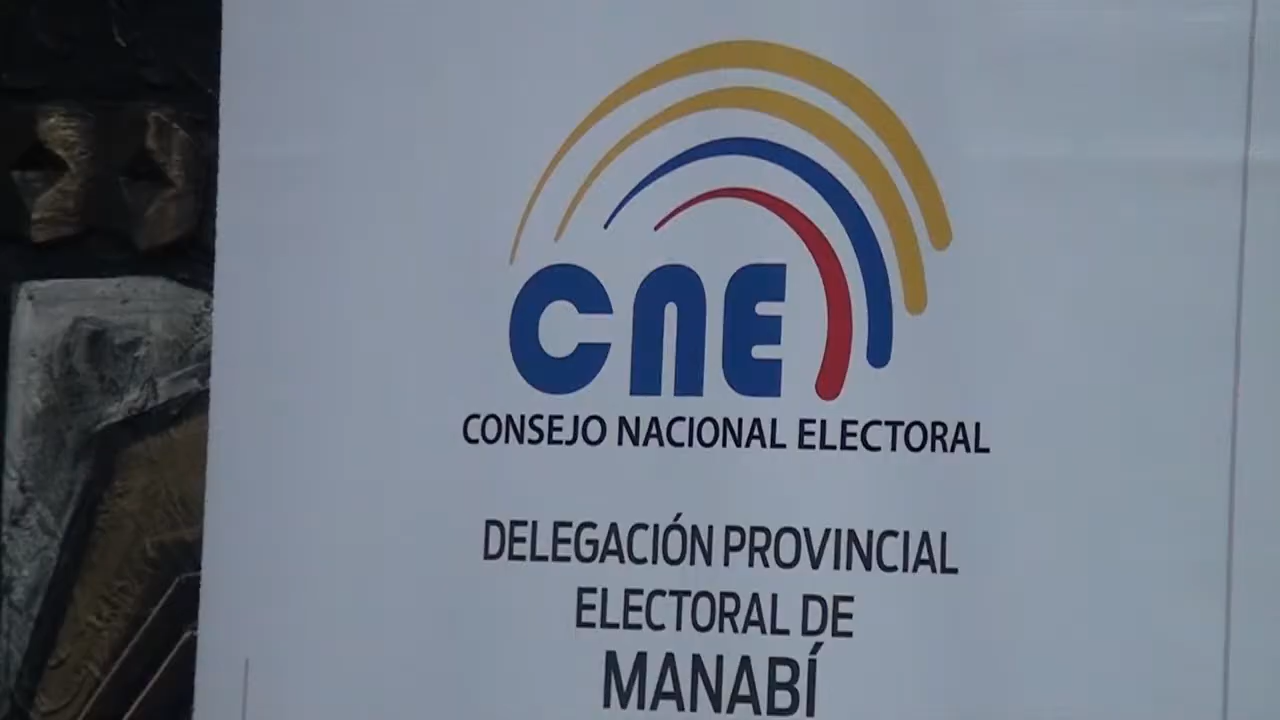 CNE
CONSEJO NACIONAL ELECTORAL
DELEGACIÓN PROVINCIAL
ELECTORAL DE
MANABÍ